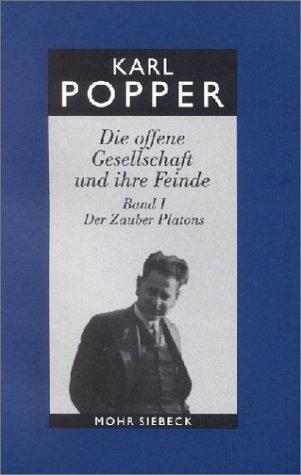 KARL
POPPER
Die offene
Gesellschaft
und ihre Feinde
Band I
Der Zauber Platons
MOHR SIEBECK